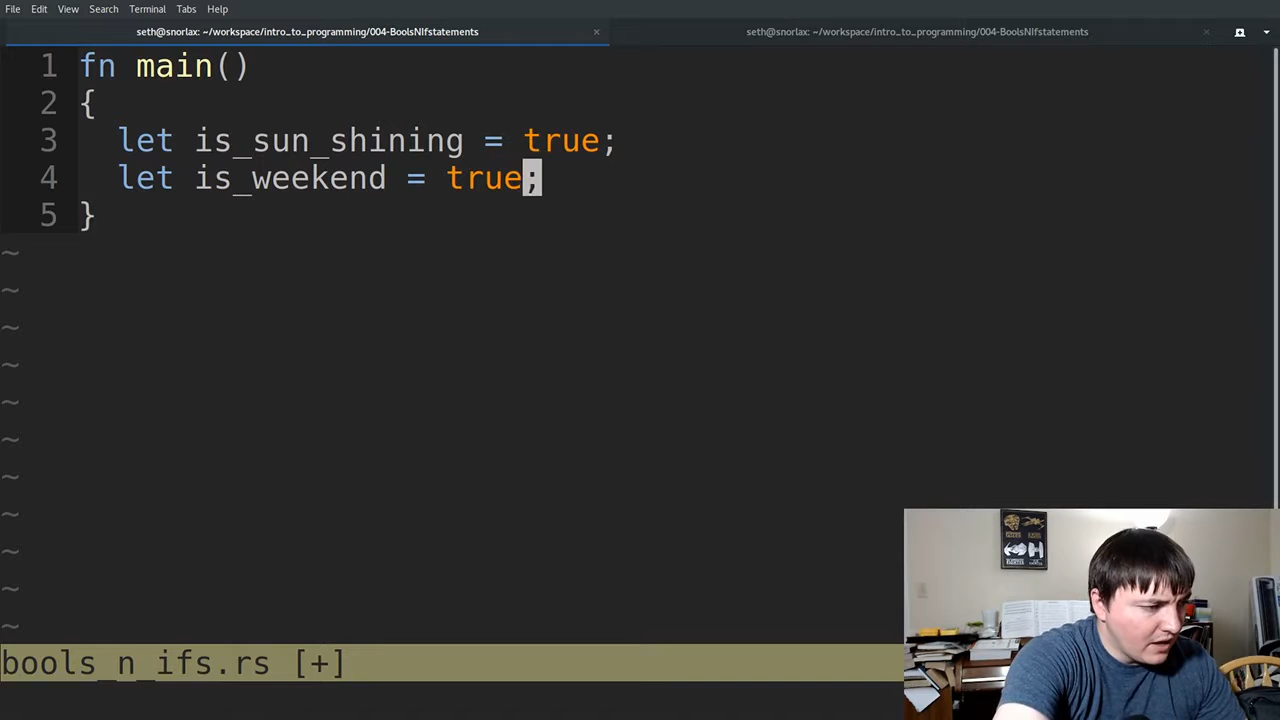 File Edit View Search Terminal Tabs Help
seth@snorlax: ~/workspace/intro_to_programming/004-BoolsNIfstatements × seth@snorlax: ~/workspace/intro_to_programming/004-BoolsNIfstatements ×
1 fn main()
2 {
3 let is_sun_shining = true;
4 let is_weekend = true;
5 }
~
~
~
~
~
~
~
~
~
~
~
bools_n_ifs.rs [+]